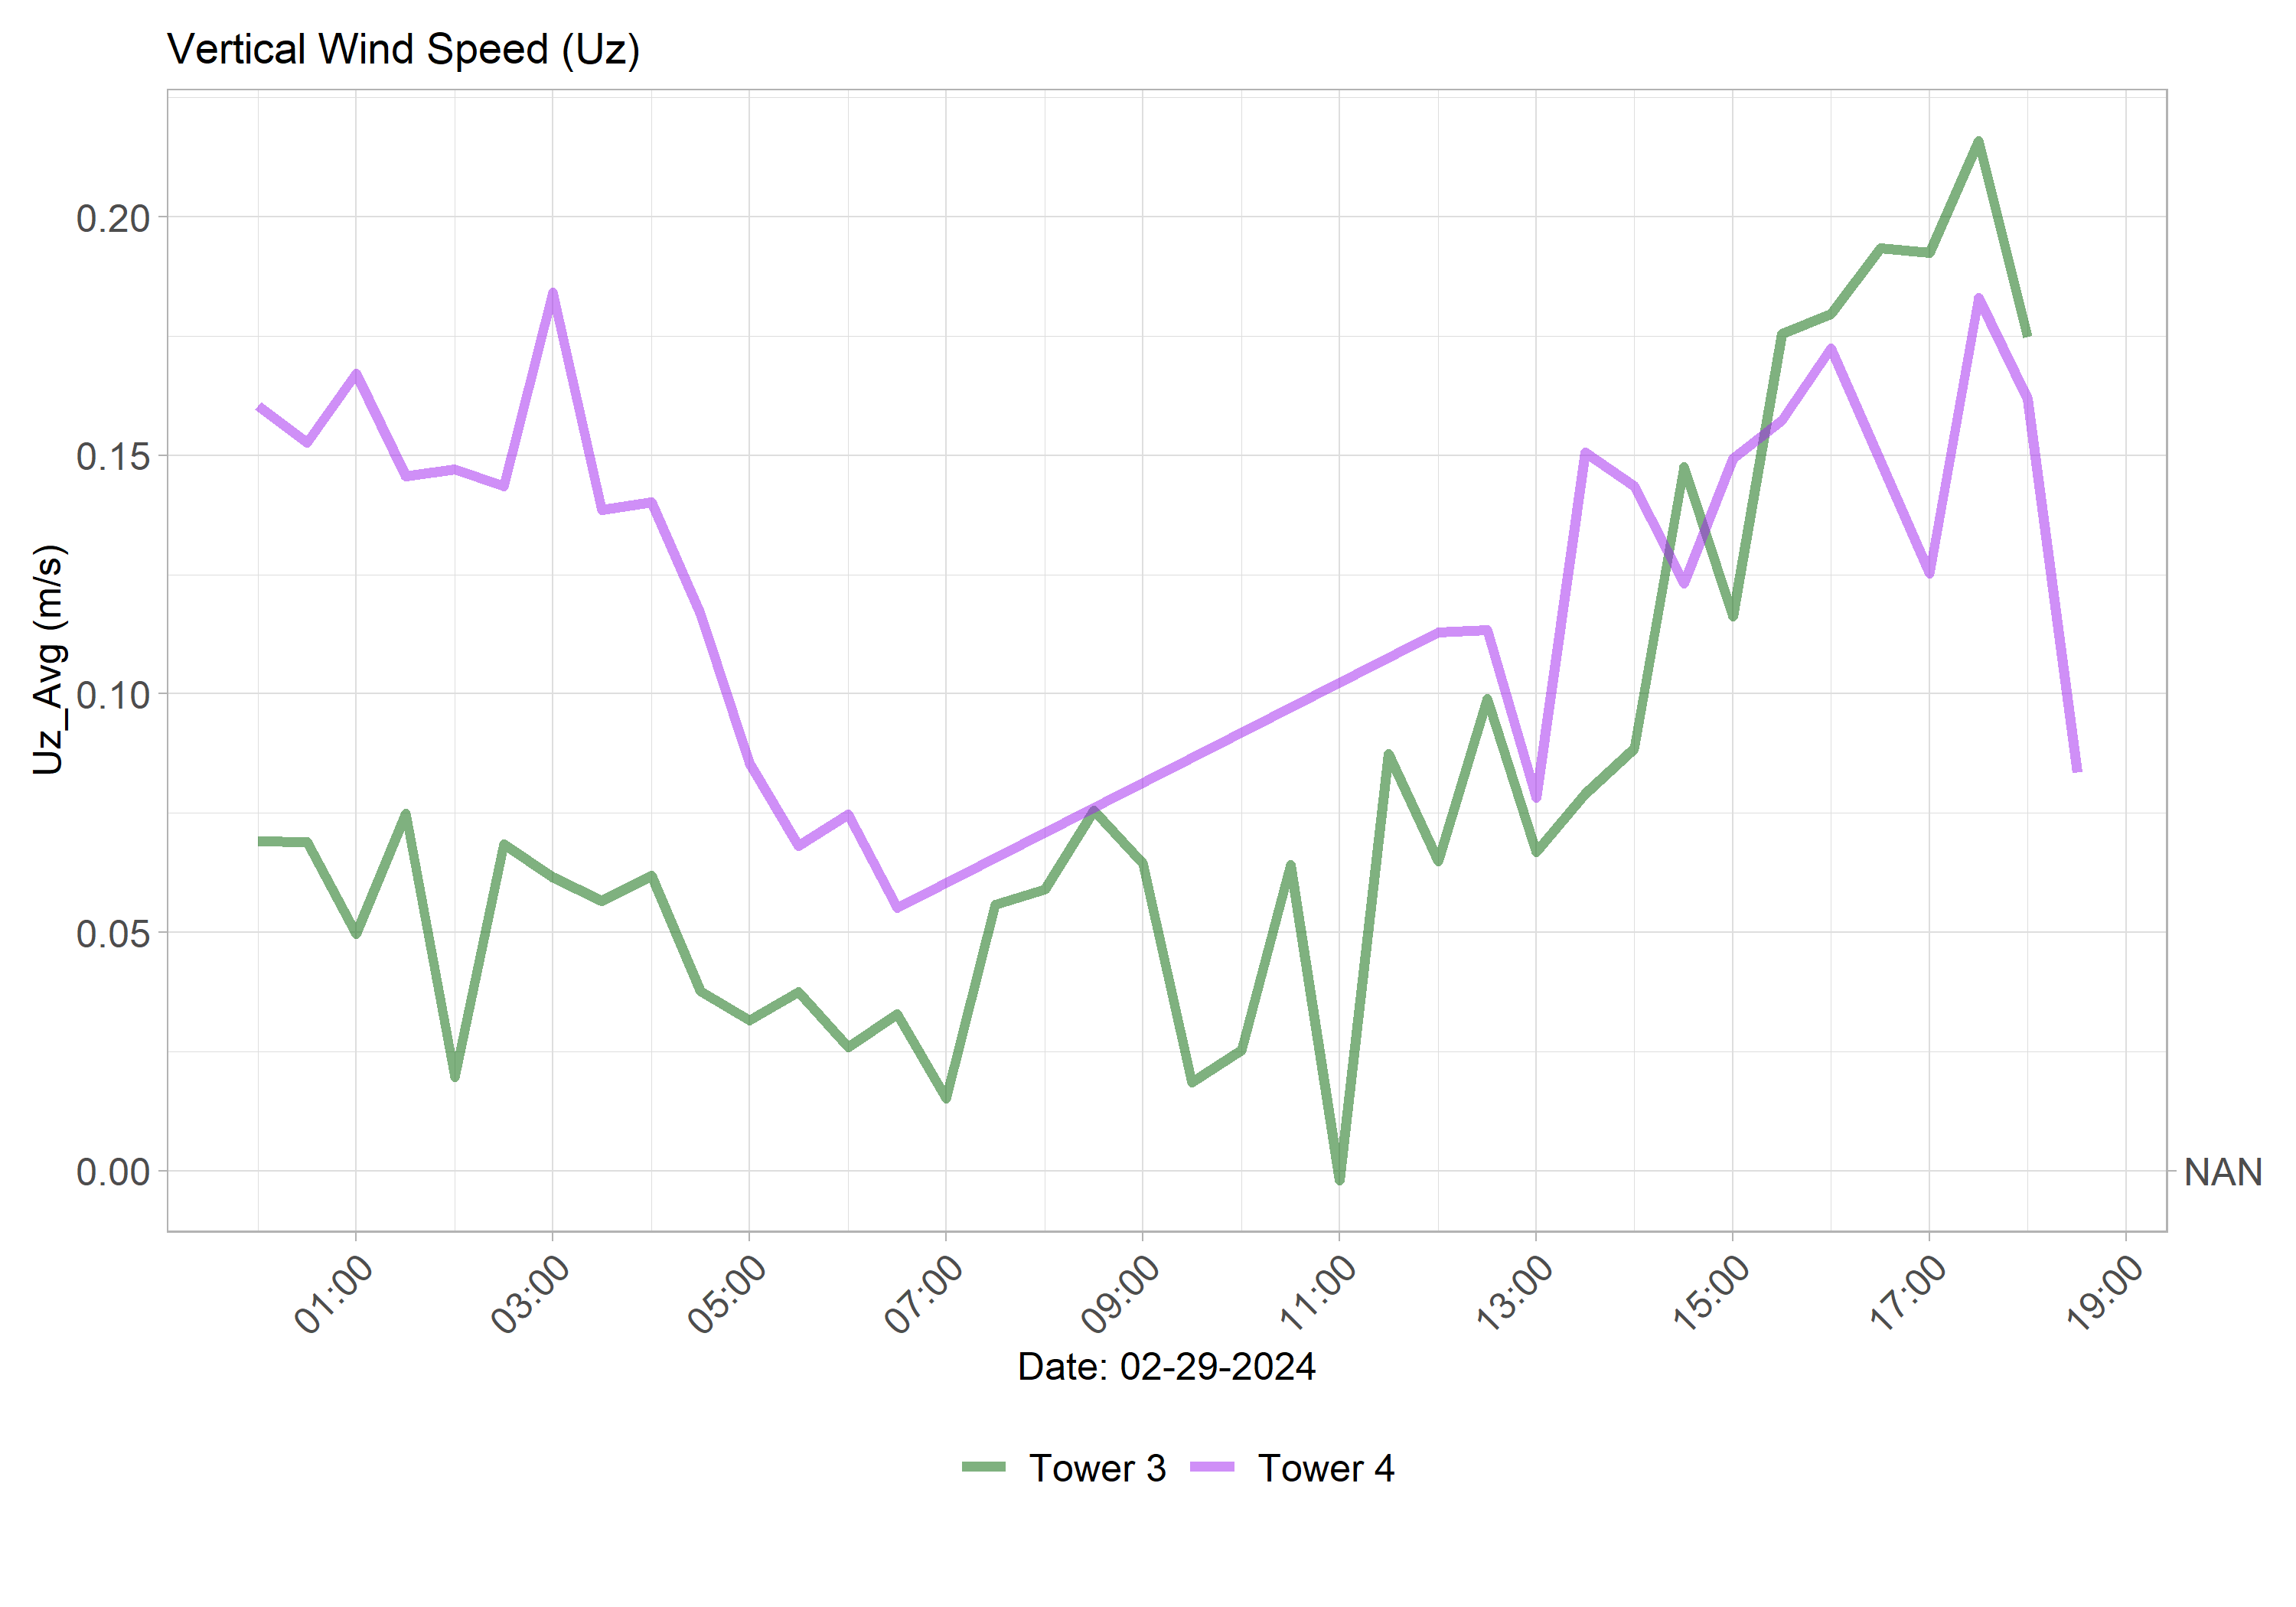 Vertical Wind Speed (Uz)
Uz_Avg (m/s)
0.20
0.15
0.10
0.05
0.00
NAN
01:00
03:00
05:00
07:00
09:00
11:00
13:00
15:00
17:00
19:00
Date: 02-29-2024
Tower 3
Tower 4